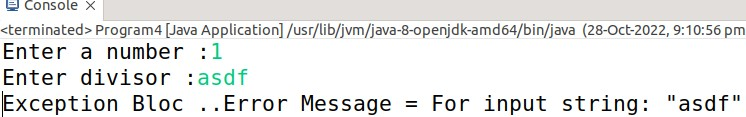 Console
<terminated> Program4 [Java Application] /usr/lib/jvm/java-8-openjdk-amd64/bin/java (28-Oct-2022, 9:10:56 pm
Enter a number :1
Enter divisor :asdf
Exception Bloc ..Error Message = For input string: "asdf"